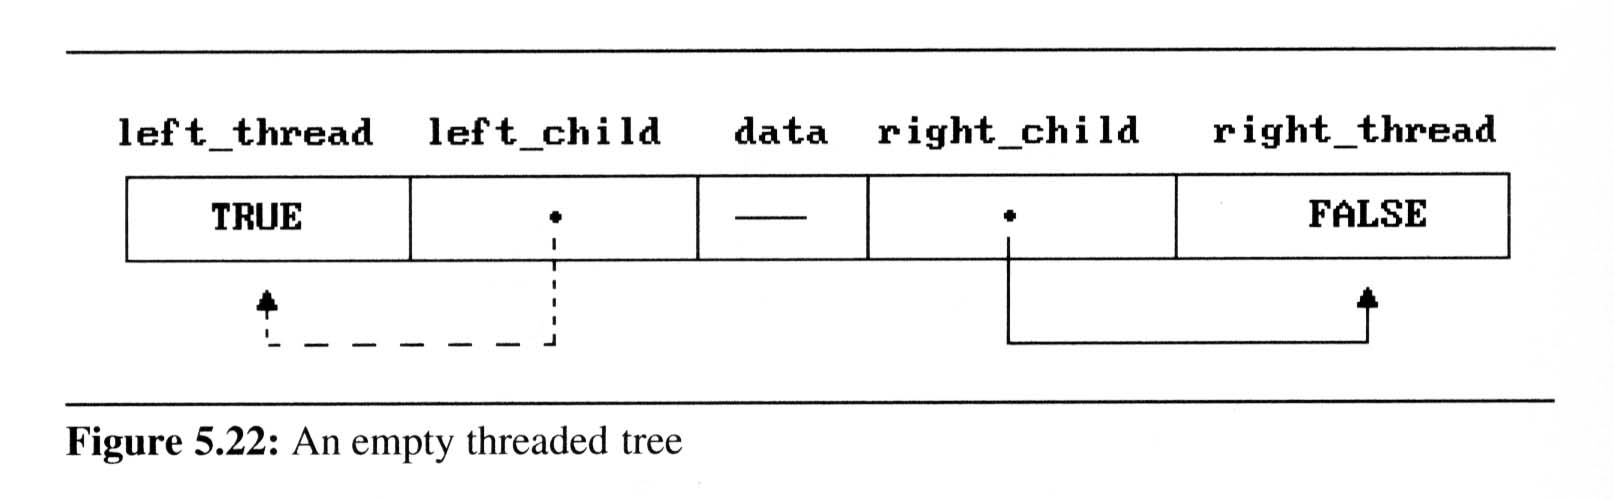 left_thread left_child data right_child right_thread
TRUE FALSE
Figure 5.22: An empty threaded tree